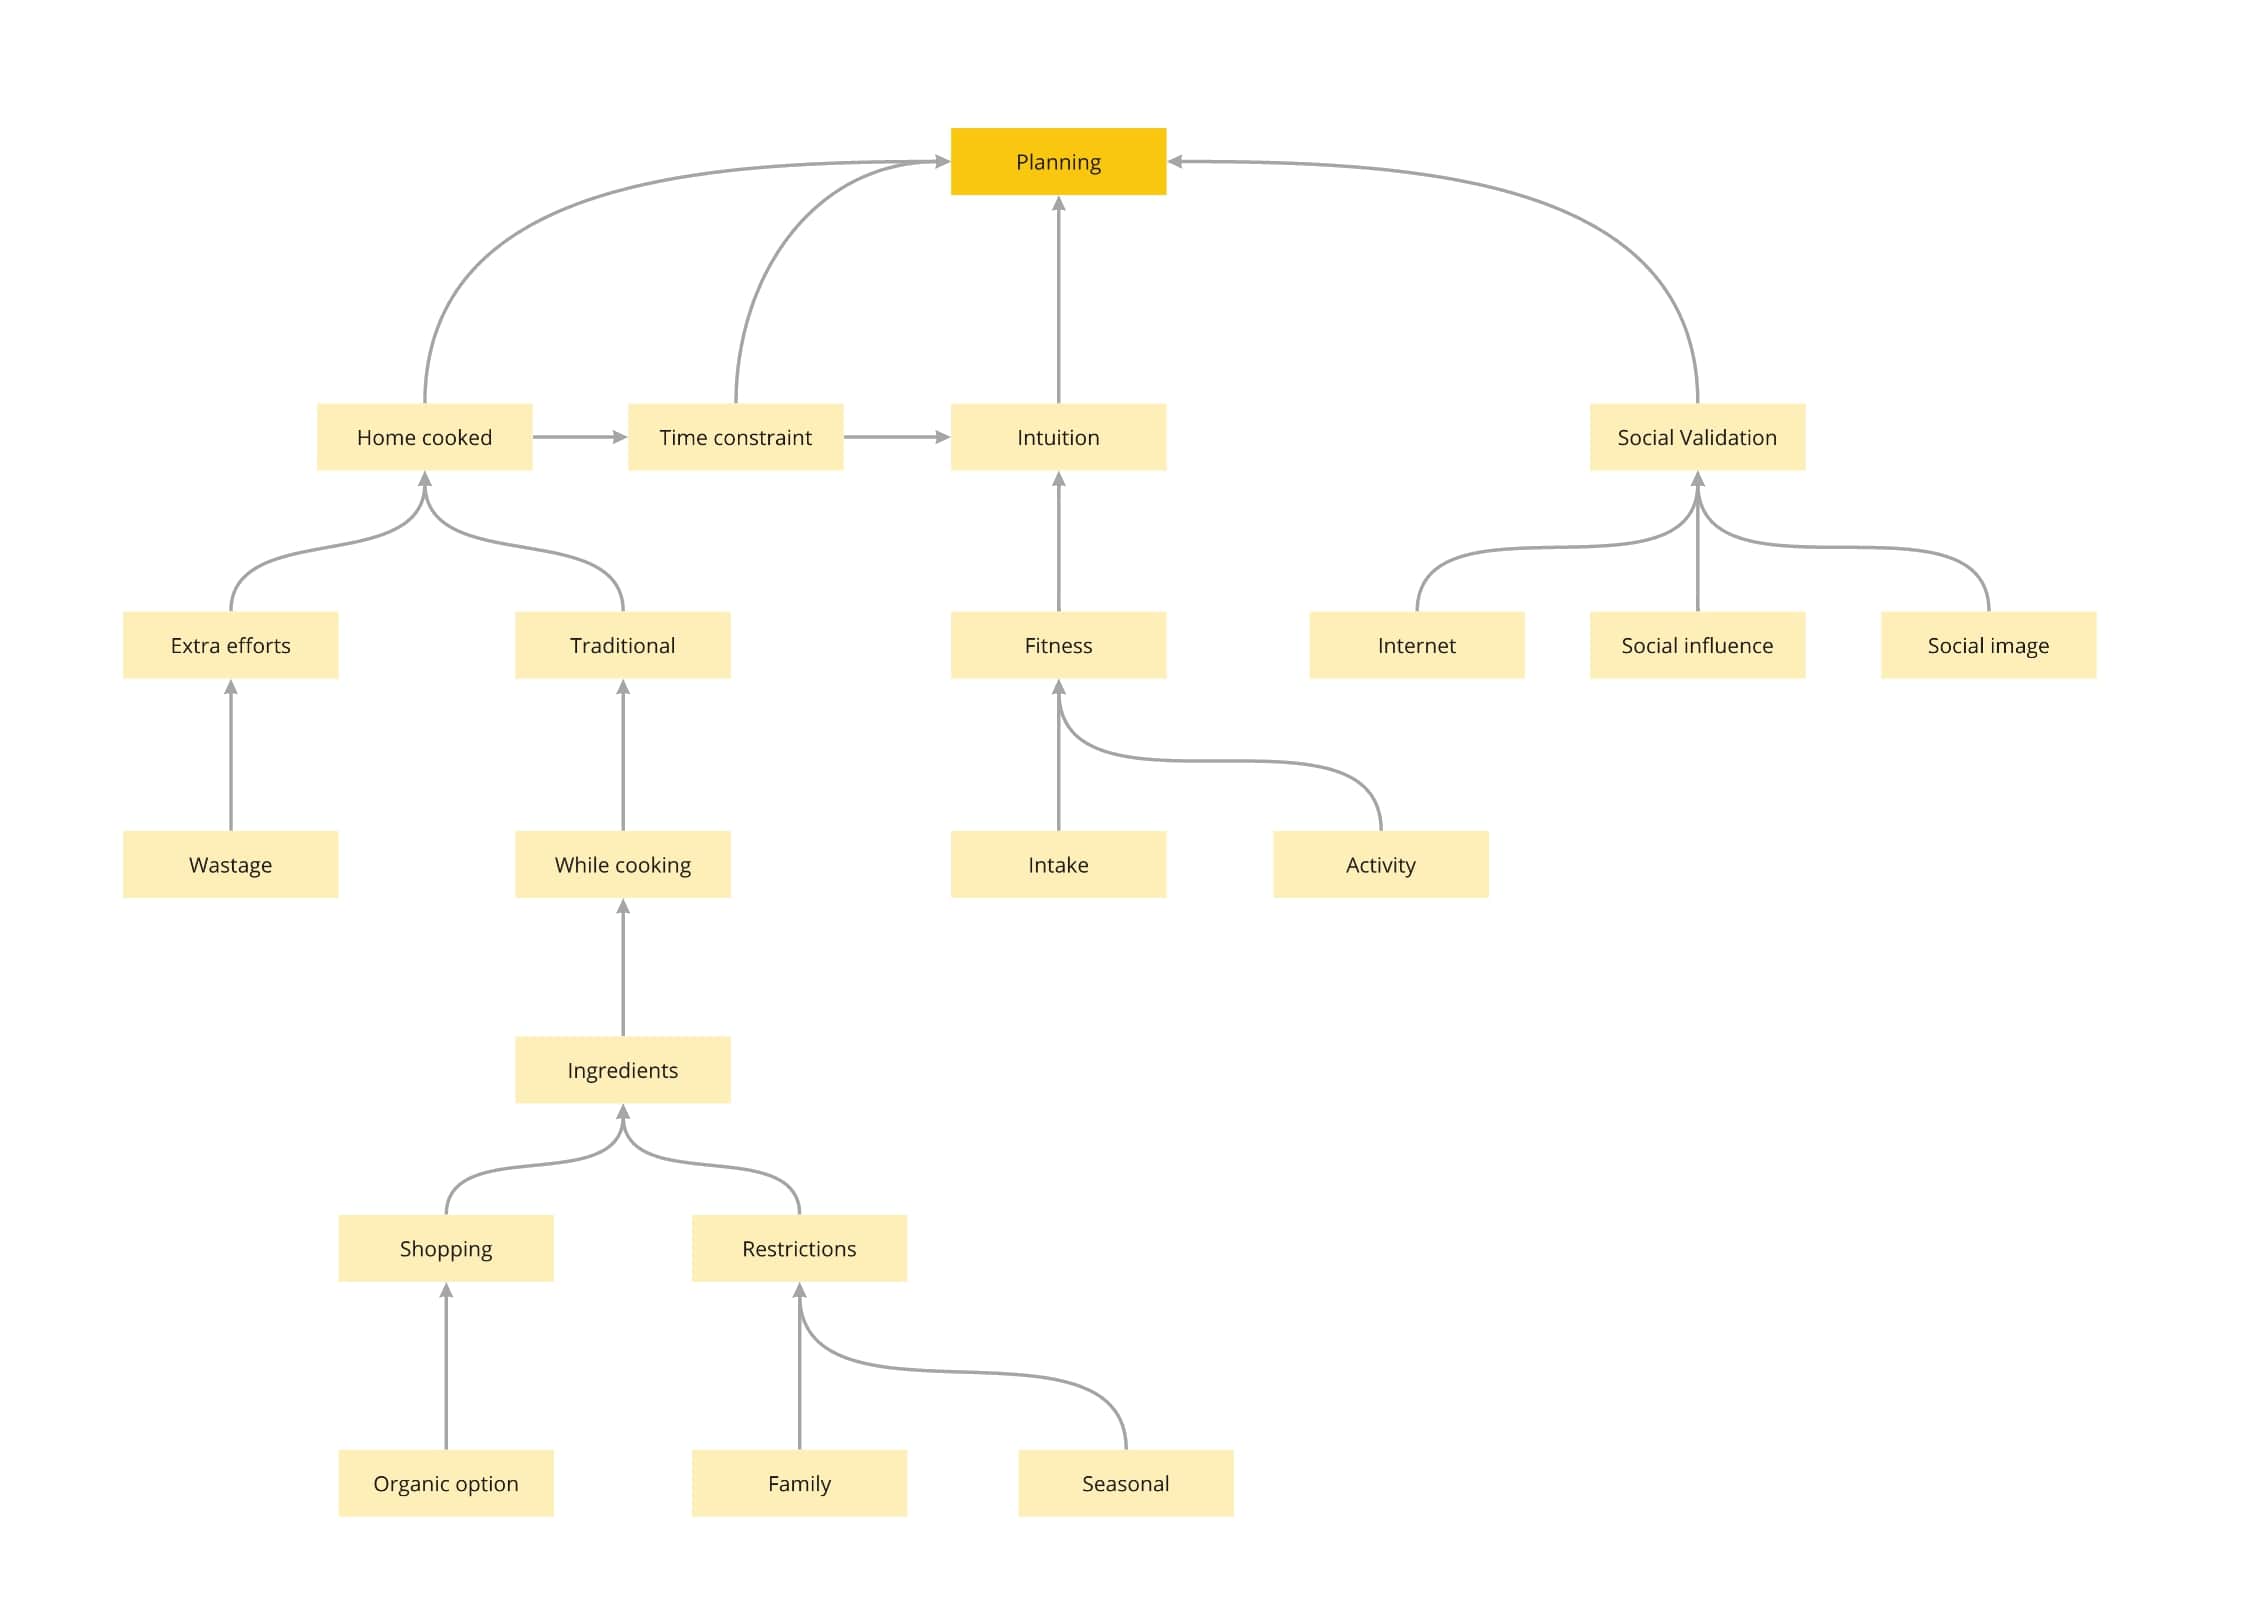 Planning
Home cooked
Time constraint
Intuition
Social Validation
Extra efforts
Traditional
Fitness
Internet
Social influence
Social image
Wastage
While cooking
Intake
Activity
Ingredients
Shopping
Restrictions
Organic option
Family
Seasonal